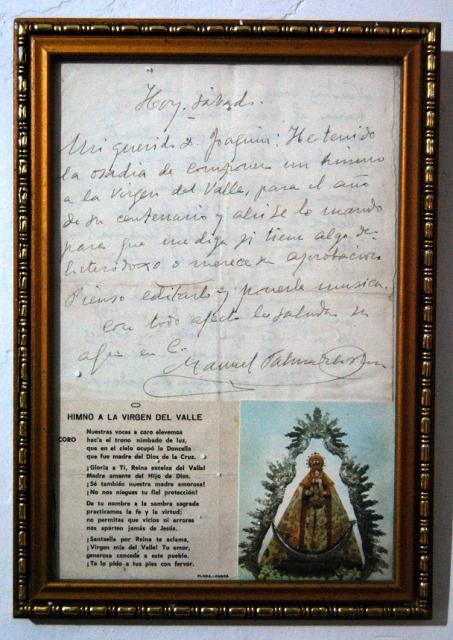 Hoy, sábado.
Mi querido D. Joaquín: He tenido
la osadía de componer un himno
a la Virgen del Valle, para el año
de su centenario y ahí se lo mando
para que me diga si tiene algo de
heterodoxo o merece su aprobación.
Pienso editarlo y ponerle música.
con todo afecto lo saluda su
afm en C.
Manuel
HIMNO A LA VIRGEN DEL VALLE
CORO
Nuestras voces a coro elevemos
hacia el trono nimbado de luz,
que en el cielo ocupó la Doncella
que fue madre del Dios de la Cruz.
¡Gloria a Ti, Reina excelsa del Valle!
Madre amante del Hijo de Dios.
¡Sé también nuestra madre amorosa!
¡No nos niegues tu fiel protección!
De tu nombre a la sombra sagrada
practicamos la fe y la virtud;
no permitas que vicios ni errores
nos aparten jamás de Jesús.
¡Santaella por Reina te aclama,
¡Virgen mía del Valle! Tu amor,
generosa concede a este pueblo.
¡Te lo pido a tus pies con fervor.